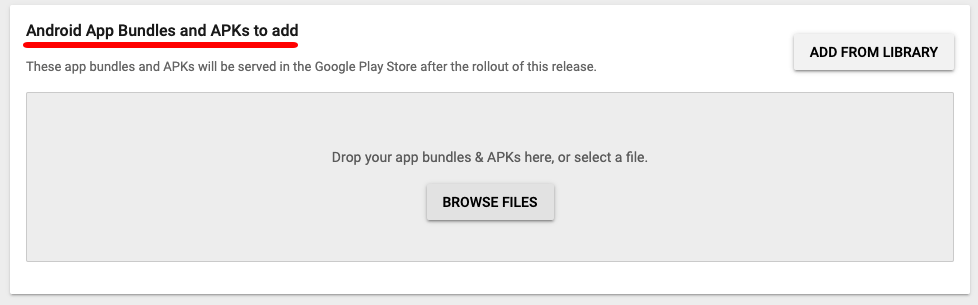 Android App Bundles and APKs to add
ADD FROM LIBRARY
These app bundles and APKs will be served in the Google Play Store after the rollout of this release.
Drop your app bundles & APKs here, or select a file.
BROWSE FILES